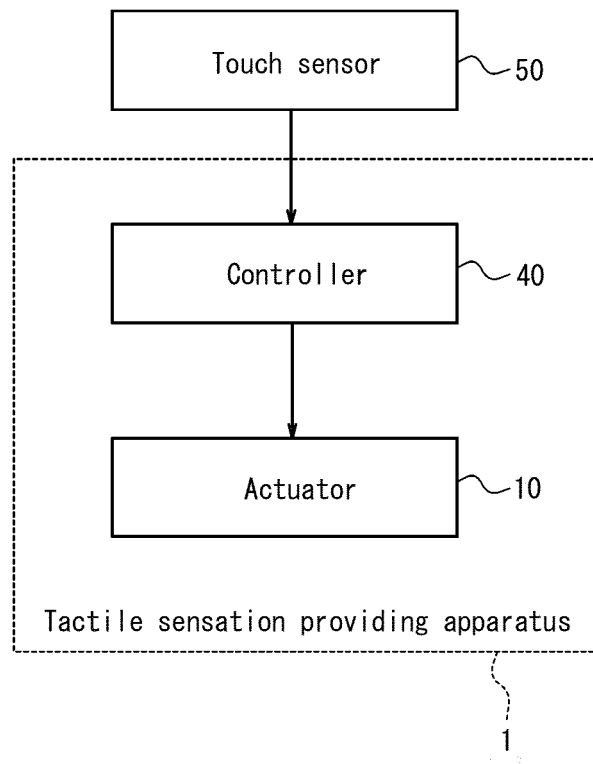 Touch sensor
50
Controller
40
Actuator
10
Tactile sensation providing apparatus
1